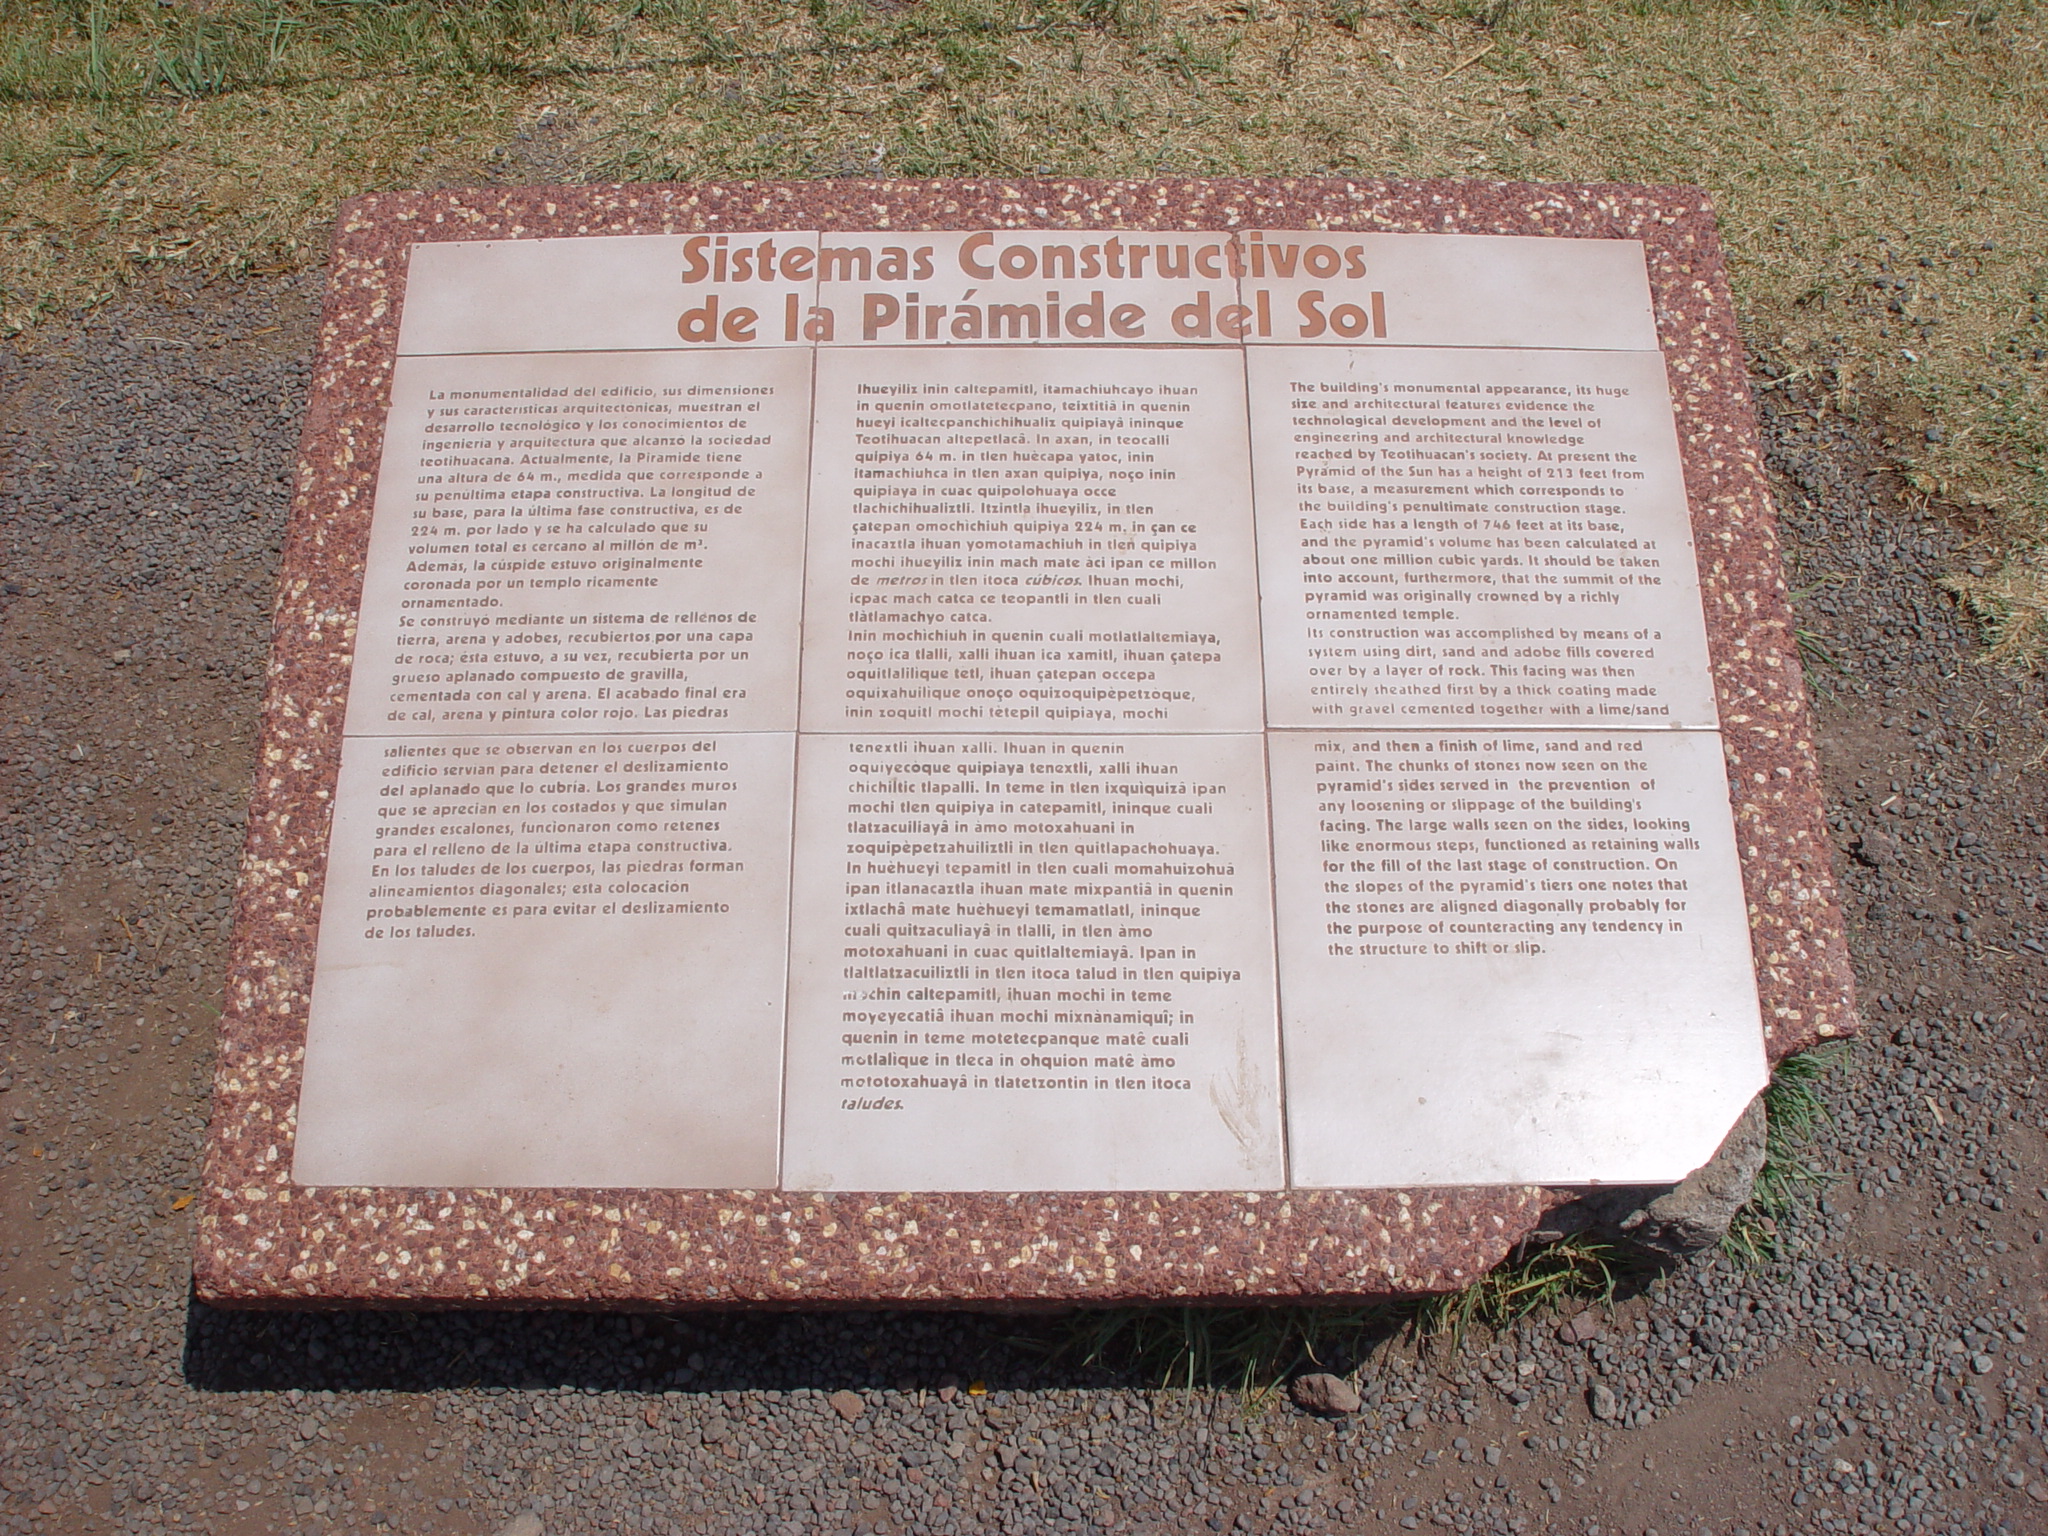 Sistemas Constructivos
de la Pirámide del Sol
La monumentalidad del edificio, sus dimensiones
y sus características arquitectónicas, muestran el
desarrollo tecnológico y los conocimientos de
ingeniería y arquitectura que alcanzó la sociedad
teotihuacana. Actualmente, la Pirámide tiene
una altura de 64 m., medida que corresponde a
su penúltima etapa constructiva. La longitud de
su base, para la última fase constructiva, es de
224 m. por lado y se ha calculado que su
volumen total es cercano al millón de m³.
Además, la cúspide estuvo originalmente
coronada por un templo ricamente
ornamentado.
Se construyó mediante un sistema de rellenos de
tierra, arena y adobes, recubiertos por una capa
de roca; ésta estuvo, a su vez, recubierta por un
grueso aplanado compuesto de gravilla,
cementada con cal y arena. El acabado final era
de cal, arena y pintura color rojo. Las piedras
salientes que se observan en los cuerpos del
edificio servían para detener el deslizamiento
del aplanado que lo cubría. Los grandes muros
que se aprecian en los costados y que simulan
grandes escalones, funcionaron como retenes
para el relleno de la última etapa constructiva.
En los taludes de los cuerpos, las piedras forman
alineamientos diagonales; esta colocación
probablemente es para evitar el deslizamiento
de los taludes.
Ihueyiliz inin caltepamitl, itamachiuhcayo ihuan
in quenin omotlatetecpano, teixtitiâ in quenin
hueyi icaltecpanchichihualiz quipiayâ ininque
Teotihuacan altepetlacâ. In axan, in teocalli
quipiya 64 m. in tlen huècapa yatoc, inin
itamachiuhca in tlen axan quipiya, noço inin
quipiaya in cuac quipolohuaya occe
tlachichihualiztli. Itzintla ihueyiliz, in tlen
çatepan omochichiuh quipiya 224 m. in çan ce
inacaztla ihuan yomotamachiuh in tlen quipiya
mochi ihueyiliz inin mach mate àci ipan ce millon
de metros in tlen itoca cúbicos. Ihuan mochi,
icpac mach catca ce teopantli in tlen cuali
tlàtlamachyo catca.
Inin mochichiuh in quenin cuali motlatlaltemiaya,
noço ica tlalli, xalli ihuan ica xamitl, ihuan çatepa
oquitlalilique tetl, ihuan çatepan occepa
oquixahuilique onoço oquizoquipèpetzòque,
inin zoquitl mochi tètepil quipiaya, mochi
tenextli ihuan xalli. Ihuan in quenin
oquiyecòque quipiaya tenextli, xalli ihuan
chichiltic tlapalli. In teme in tlen ixquìquizâ ipan
mochi tlen quipiya in catepamitl, ininque cuali
tlatzacuiliayâ in àmo motoxahuani in
zoquipèpetzahuiliztli in tlen quitlapachohuaya.
In huèhueyi tepamitl in tlen cuali momahuizohuâ
ipan itlanacaztla ihuan mate mixpantiâ in quenin
ixtlachâ mate huèhueyi temamatlatl, ininque
cuali quitzaculiayâ in tlalli, in tlen àmo
motoxahuani in cuac quitlaltemiayâ. Ipan in
tlaltlatzacuiliztli in tlen itoca talud in tlen quipiya
mochin caltepamitl, ihuan mochi in teme
moyeyecatiâ ihuan mochi mixnànamiquî; in
quenin in teme motetecpanque matê cuali
motlalique in tleca in ohquion matê àmo
mototoxahuayâ in tlatetzontin in tlen itoca
taludes.
The building's monumental appearance, its huge
size and architectural features evidence the
technological development and the level of
engineering and architectural knowledge
reached by Teotihuacan's society. At present the
Pyramid of the Sun has a height of 213 feet from
its base, a measurement which corresponds to
the building's penultimate construction stage.
Each side has a length of 746 feet at its base,
and the pyramid's volume has been calculated at
about one million cubic yards. It should be taken
into account, furthermore, that the summit of the
pyramid was originally crowned by a richly
ornamented temple.
Its construction was accomplished by means of a
system using dirt, sand and adobe fills covered
over by a layer of rock. This facing was then
entirely sheathed first by a thick coating made
with gravel cemented together with a lime/sand
mix, and then a finish of lime, sand and red
paint. The chunks of stones now seen on the
pyramid's sides served in the prevention of
any loosening or slippage of the building's
facing. The large walls seen on the sides, looking
like enormous steps, functioned as retaining walls
for the fill of the last stage of construction. On
the slopes of the pyramid's tiers one notes that
the stones are aligned diagonally probably for
the purpose of counteracting any tendency in
the structure to shift or slip.